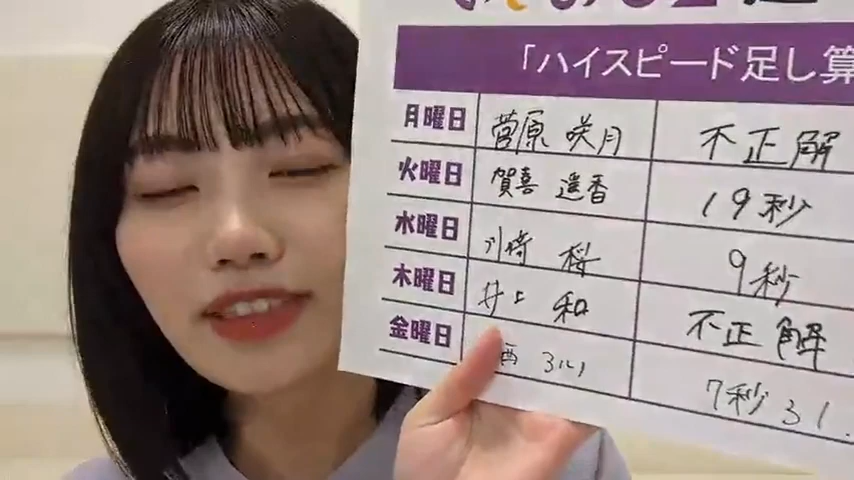 「ハイスピード足し算
月曜日 菅原 咲月 不正解
火曜日 賀喜 遥香 19秒
水曜日 川﨑 桜 9秒
木曜日 井上 和 不正解
金曜日 7秒31